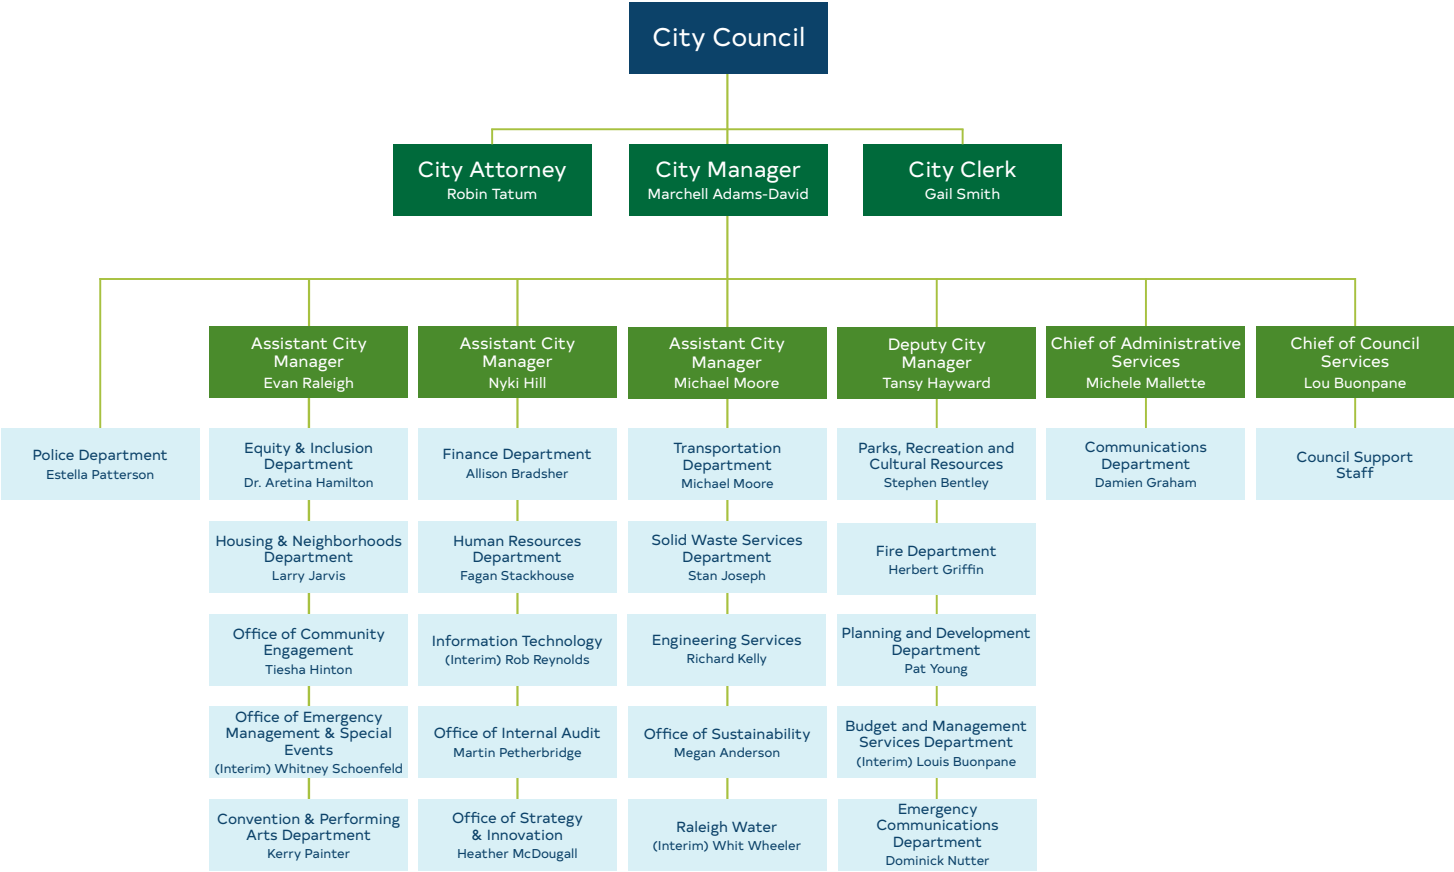 City Council
City Attorney
Robin Tatum
City Manager
Marchell Adams-David
City Clerk
Gail Smith
Assistant City
Manager
Evan Raleigh
Assistant City
Manager
Nyki Hill
Assistant City
Manager
Michael Moore
Deputy City
Manager
Tansy Hayward
Chief of Administrative
Services
Michele Mallette
Chief of Council
Services
Lou Buonpane
Police Department
Estella Patterson
Equity & Inclusion
Department
Dr. Aretina Hamilton
Finance Department
Allison Bradsher
Transportation
Department
Michael Moore
Parks, Recreation and
Cultural Resources
Stephen Bentley
Communications
Department
Damien Graham
Council Support
Staff
Housing & Neighborhoods
Department
Larry Jarvis
Human Resources
Department
Fagan Stackhouse
Solid Waste Services
Department
Stan Joseph
Fire Department
Herbert Griffin
Office of Community
Engagement
Tiesha Hinton
Information Technology
(Interim) Rob Reynolds
Engineering Services
Richard Kelly
Planning and Development
Department
Pat Young
Office of Emergency
Management & Special
Events
(Interim) Whitney Schoenfeld
Office of Internal Audit
Martin Petherbridge
Office of Sustainability
Megan Anderson
Budget and Management
Services Department
(Interim) Louis Buonpane
Convention & Performing
Arts Department
Kerry Painter
Office of Strategy
& Innovation
Heather McDougall
Raleigh Water
(Interim) Whit Wheeler
Emergency
Communications
Department
Dominick Nutter